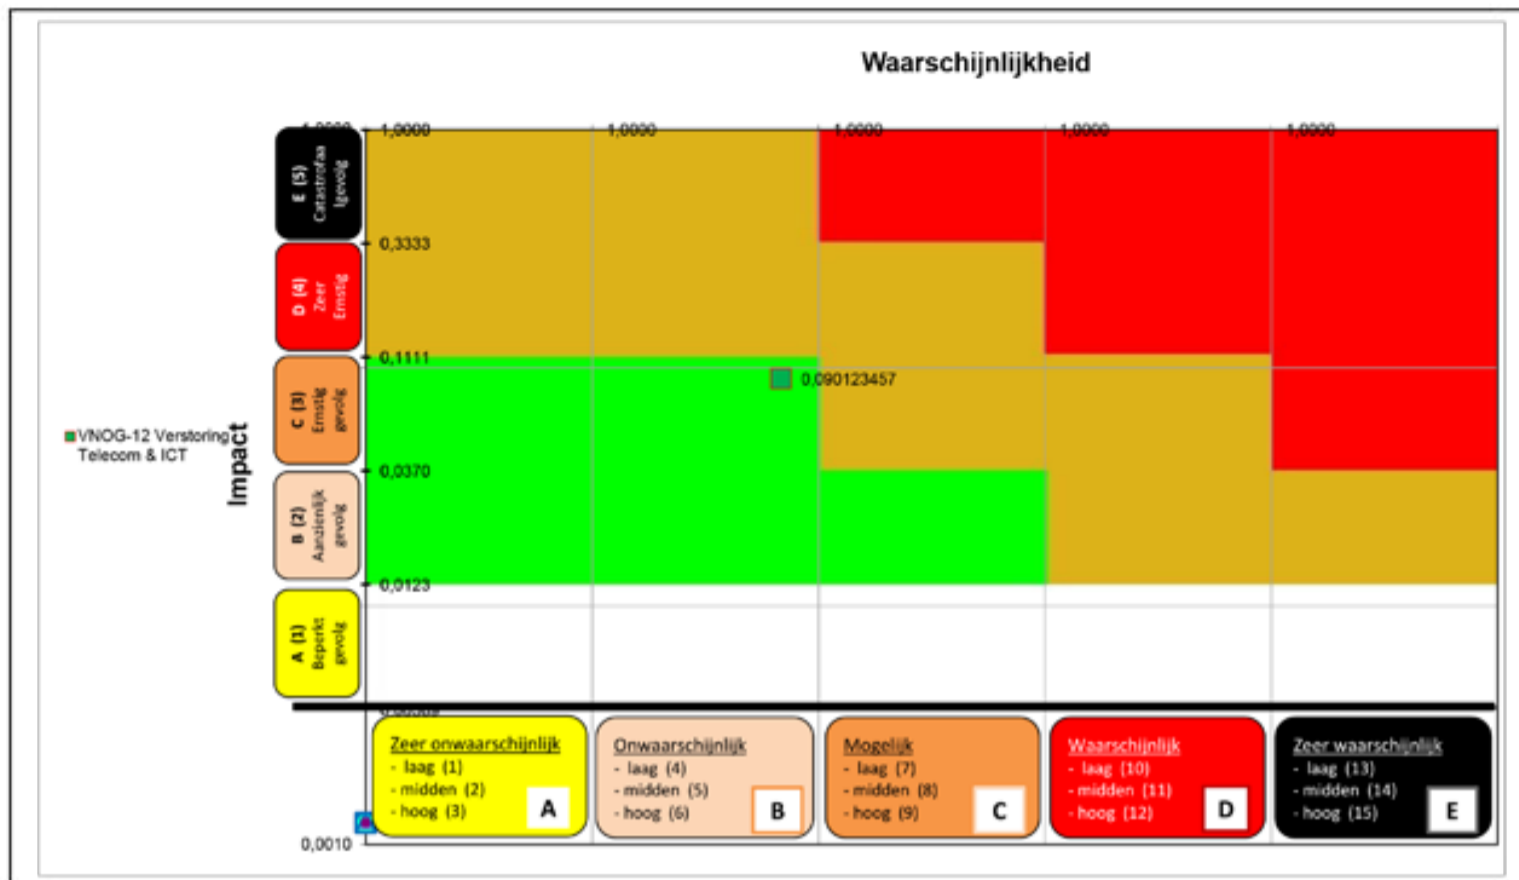 Waarschijnlijkheid
1,0000
1,0000
1,0000
1,0000
1,0000
1,0000
E (5)
Catastrofaa
lgevolg
0,3333
D (4)
Zeer
Ernstig
0,1111
0,090123457
C (3)
Ernstig
gevolg
VNOG-12 Verstoring
Telecom & ICT
Impact
0,0370
B (2)
Aanzienlijk
gevolg
0,0123
A (1)
Beperkt
gevolg
Zeer onwaarschijnlijk
- laag (1)
- midden (2)
- hoog (3)
A
Onwaarschijnlijk
- laag (4)
- midden (5)
- hoog (6)
B
Mogelijk
- laag (7)
- midden (8)
- hoog (9)
C
Waarschijnlijk
- laag (10)
- midden (11)
- hoog (12)
D
Zeer waarschijnlijk
- laag (13)
- midden (14)
- hoog (15)
E
0,0010